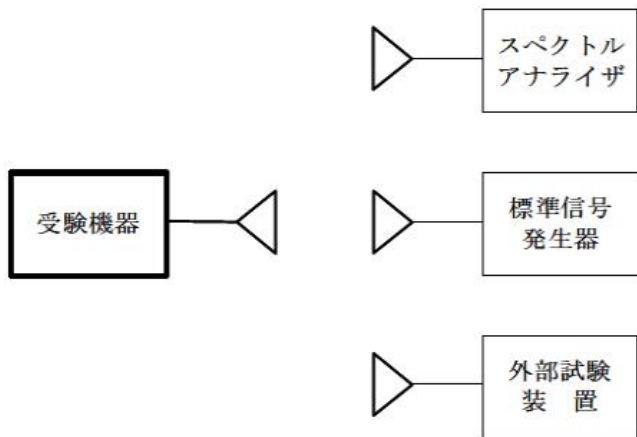 スペクトル
アナライザ
受験機器
標準信号
発生器
外部試験
装　置